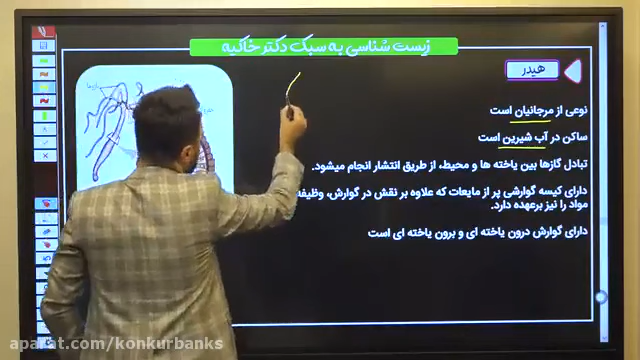 زیست شناسی به سبک دکتر خاکیه
هیدر
نوعی از مرجانیان است
ساکن در آب شیرین است
تبادل گازها بین یاخته ها و محیط، از طریق انتشار انجام میشود.
دارای کیسه گوارشی پر از مایعات که علاوه بر نقش در گوارش، وظیفه
مواد را نیز برعهده دارد.
دارای گوارش درون یاخته ای و برون یاخته ای است
aparat.com/konkurbanks